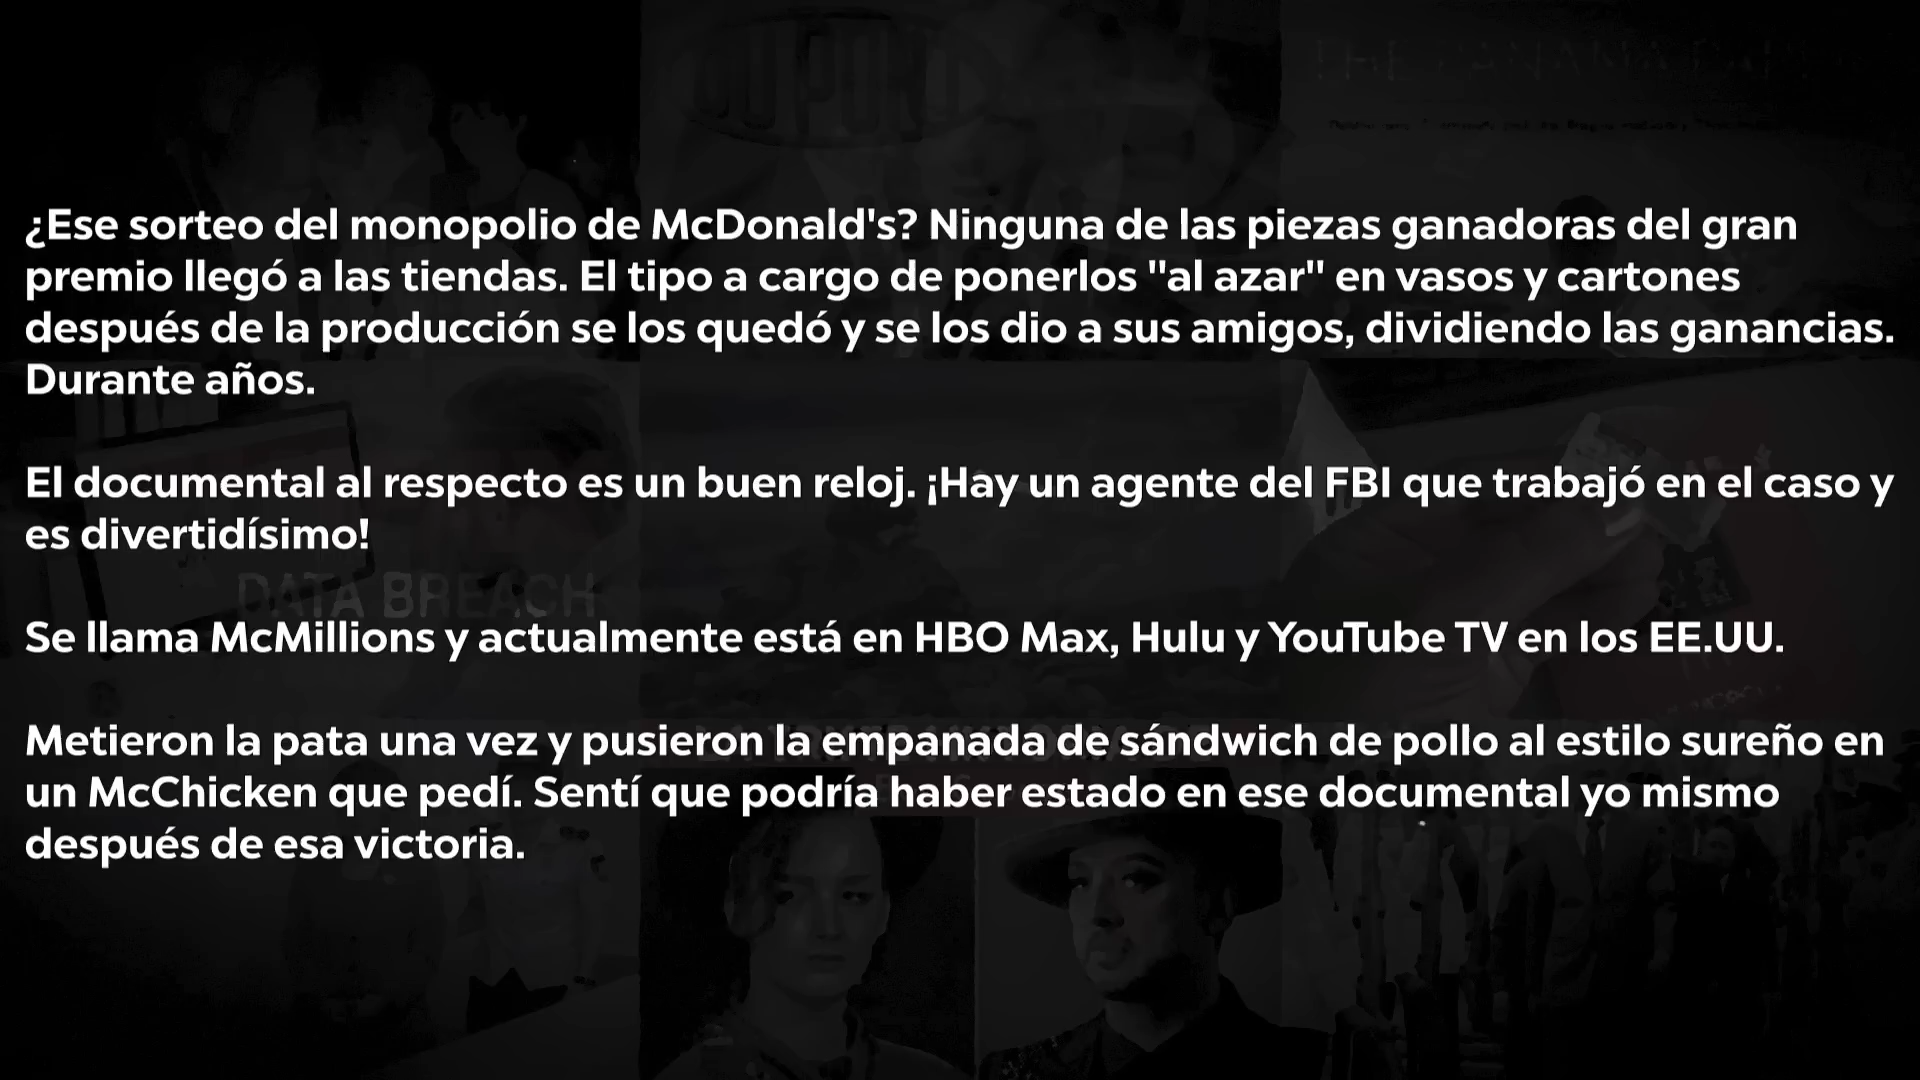 DU PONT
¿Ese sorteo del monopolio de McDonald's? Ninguna de las piezas ganadoras del gran
premio llegó a las tiendas. El tipo a cargo de ponerlos "al azar" en vasos y cartones
después de la producción se los quedó y se los dio a sus amigos, dividiendo las ganancias.
Durante años.
El documental al respecto es un buen reloj. ¡Hay un agente del FBI que trabajó en el caso y
es divertidísimo!
DATA BREACH
Se llama McMillions y actualmente está en HBO Max, Hulu y YouTube TV en los EE.UU.
Metieron la pata una vez y pusieron la empanada de sándwich de pollo al estilo sureño en
un McChicken que pedí. Sentí que podría haber estado en ese documental yo mismo
después de esa victoria.